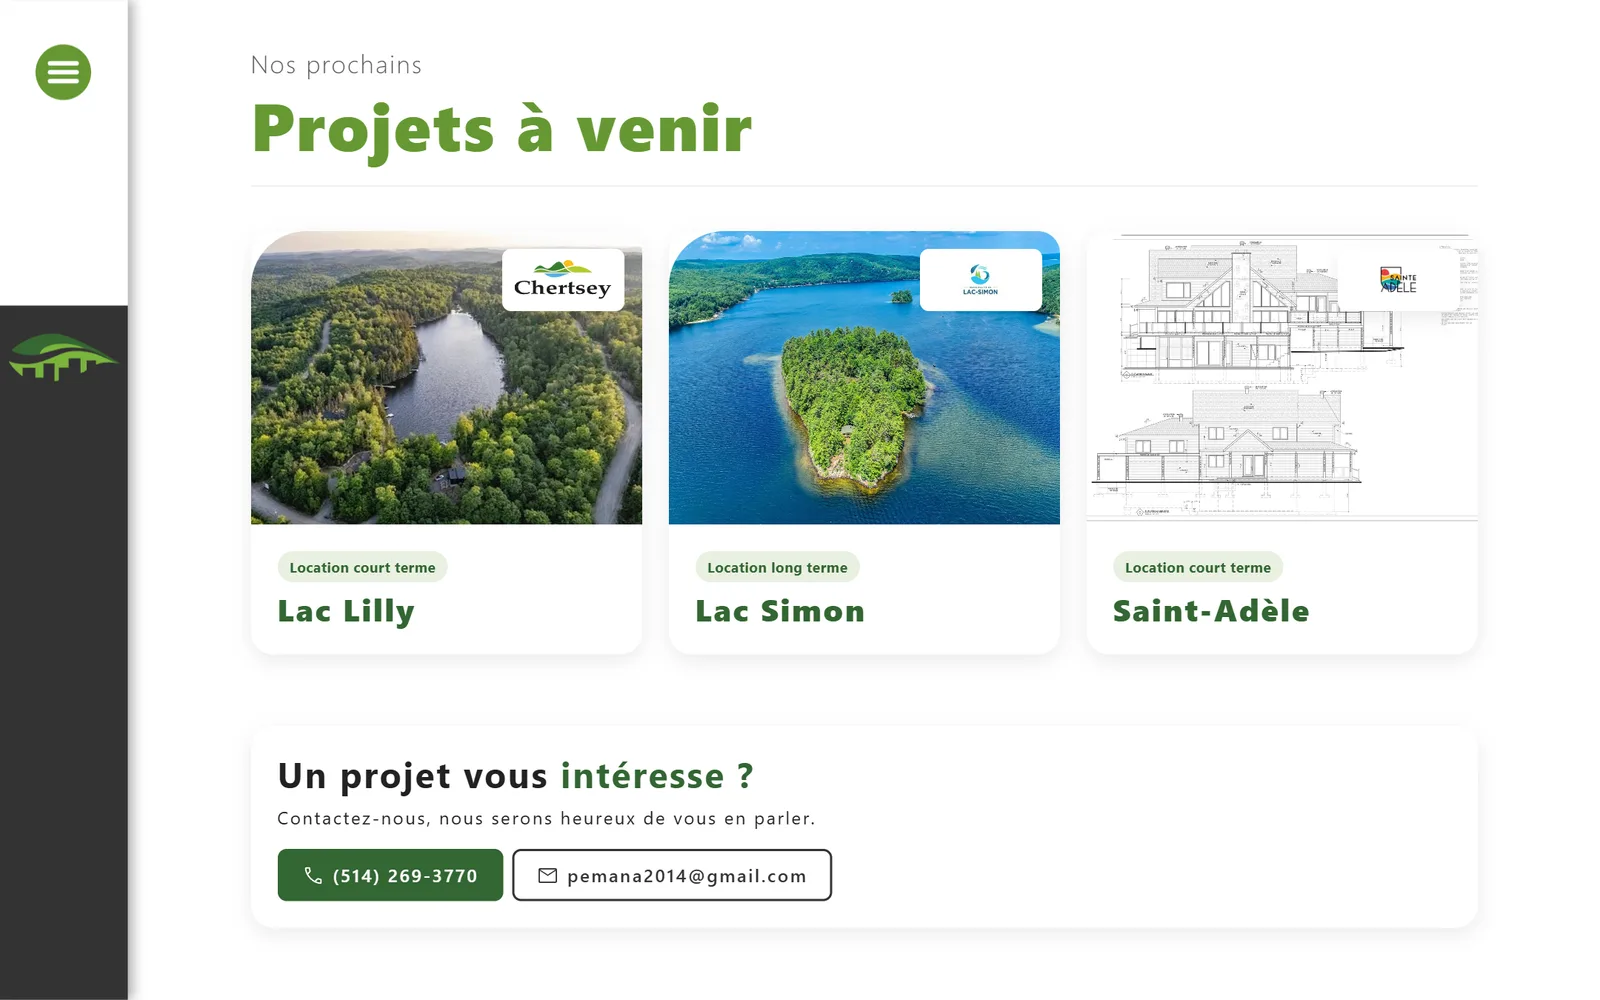 Nos prochains
Projets à venir
Chertsey
LAC-SIMON
SAINTE
ADÈLE
Location court terme
Lac Lilly
Location long terme
Lac Simon
Location court terme
Saint-Adèle
Un projet vous intéresse ?
Contactez-nous, nous serons heureux de vous en parler.
(514) 269-3770
pemana2014@gmail.com